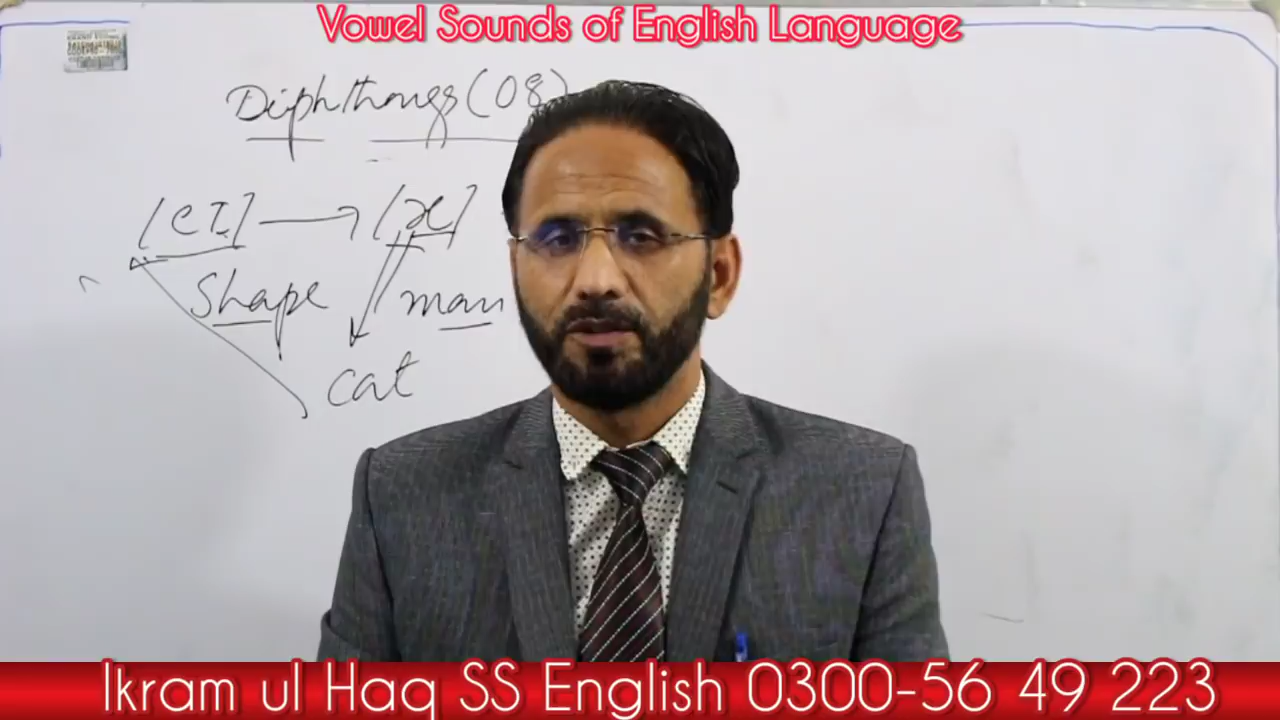 Vowel Sounds of English Language
Diphthongs (08)
[eI] → [æ]
Shape man
cat
Ikram ul Haq SS English 0300-56 49 223